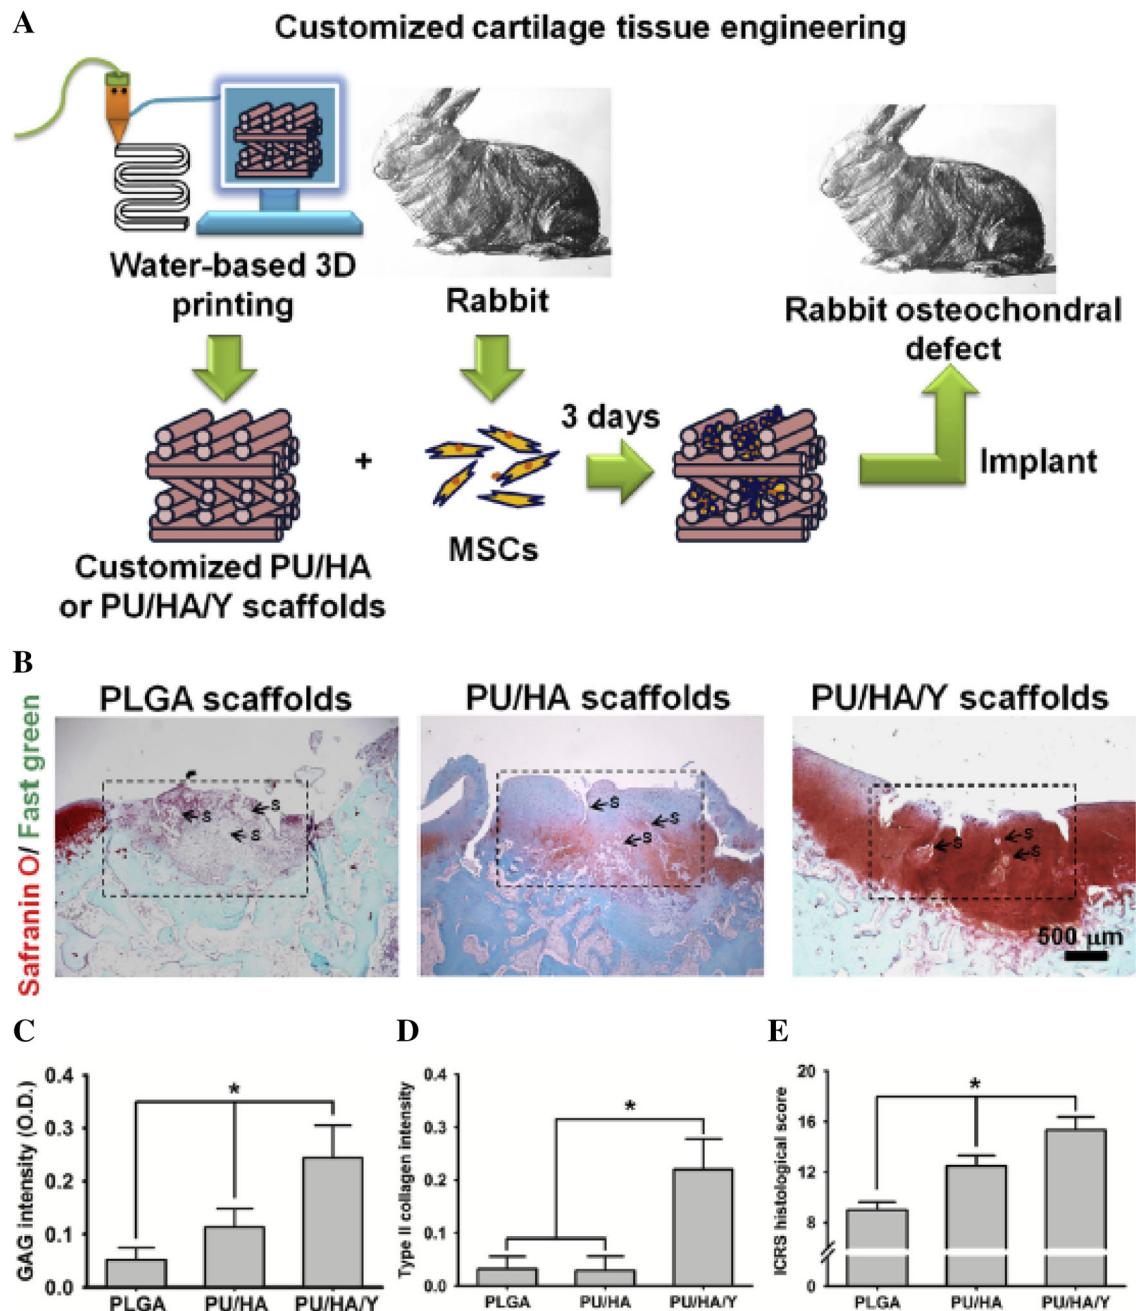 A
Customized cartilage tissue engineering
Water-based 3D
printing
Rabbit
Rabbit osteochondral
defect
3 days
+
Implant
MSCs
Customized PU/HA
or PU/HA/Y scaffolds
B
Safranin O/ Fast green
PLGA scaffolds
PU/HA scaffolds
PU/HA/Y scaffolds
S
S
S
S
S
S
S
S
S
500 μm
C
GAG intensity (O.D.)
0.4
0.3
0.2
0.1
0.0
*
PLGA
PU/HA
PU/HA/Y
D
Type II collagen intensity
0.4
0.3
0.2
0.1
0.0
*
PLGA
PU/HA
PU/HA/Y
E
ICRS histological score
20
16
12
8
0
*
PLGA
PU/HA
PU/HA/Y